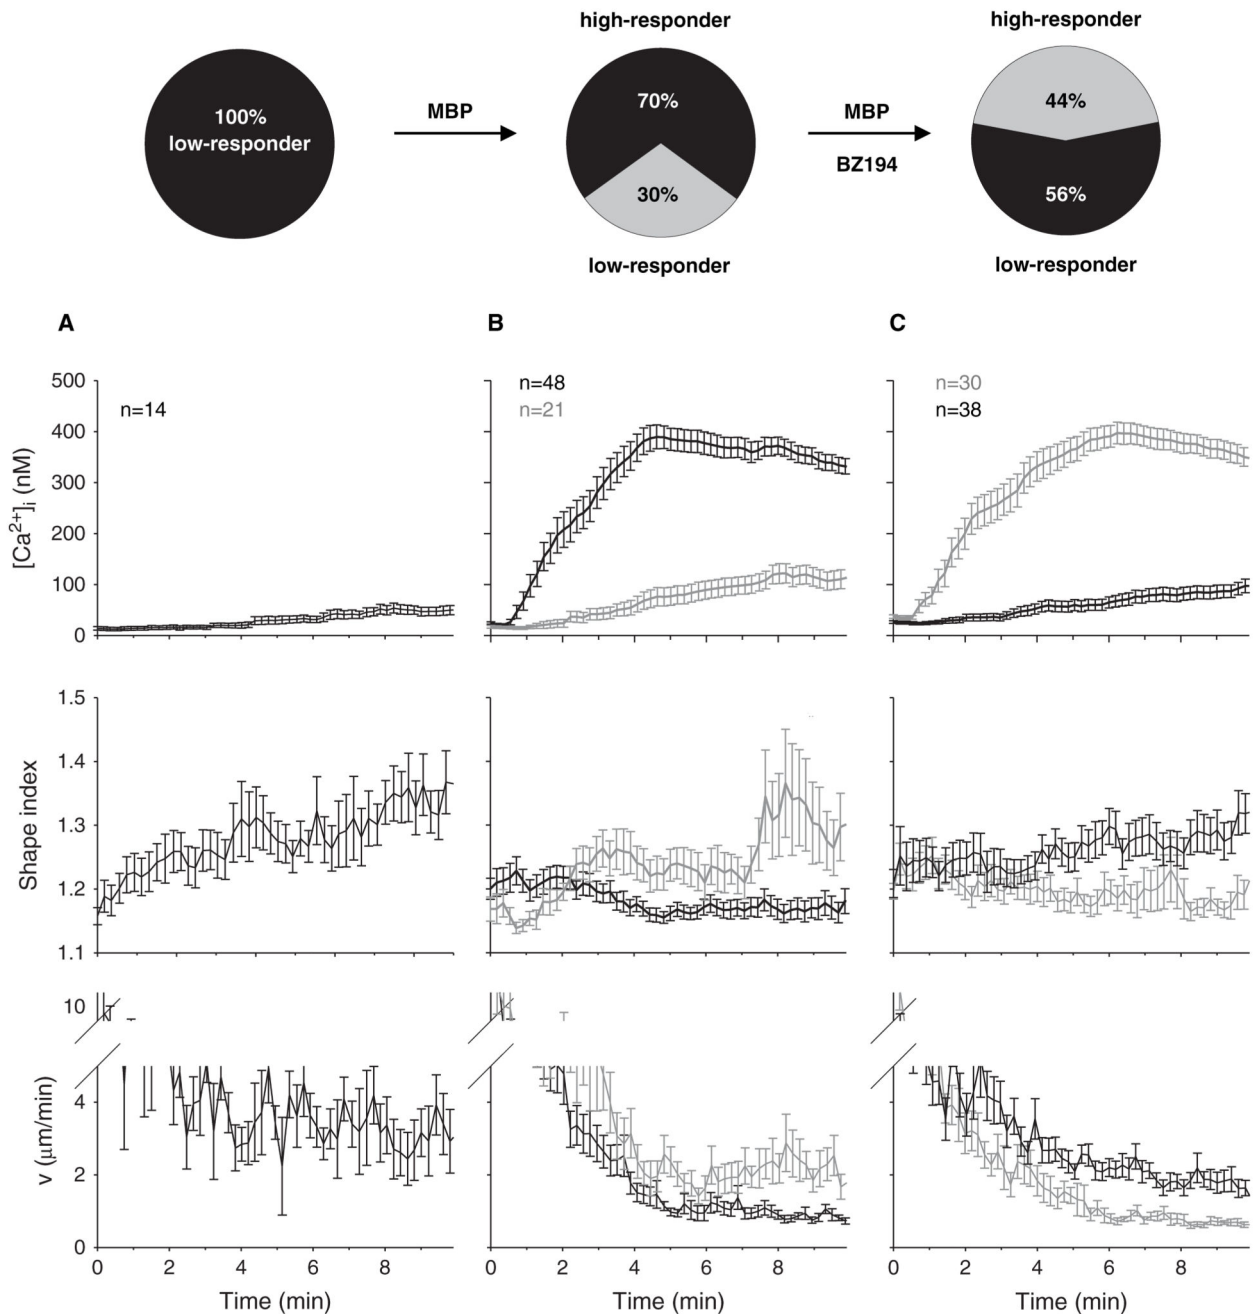 high-responder
high-responder
100%
low-responder
MBP
70%
30%
MBP
BZ194
44%
56%
low-responder
low-responder
A
B
C
500
400
300
200
100
0
[Ca²⁺]ᵢ (nM)
n=14
n=48
n=21
n=30
n=38
1.5
1.4
1.3
1.2
1.1
Shape index
10
4
2
0
v (µm/min)
0 2 4 6 8
0 2 4 6 8
0 2 4 6 8
Time (min)
Time (min)
Time (min)